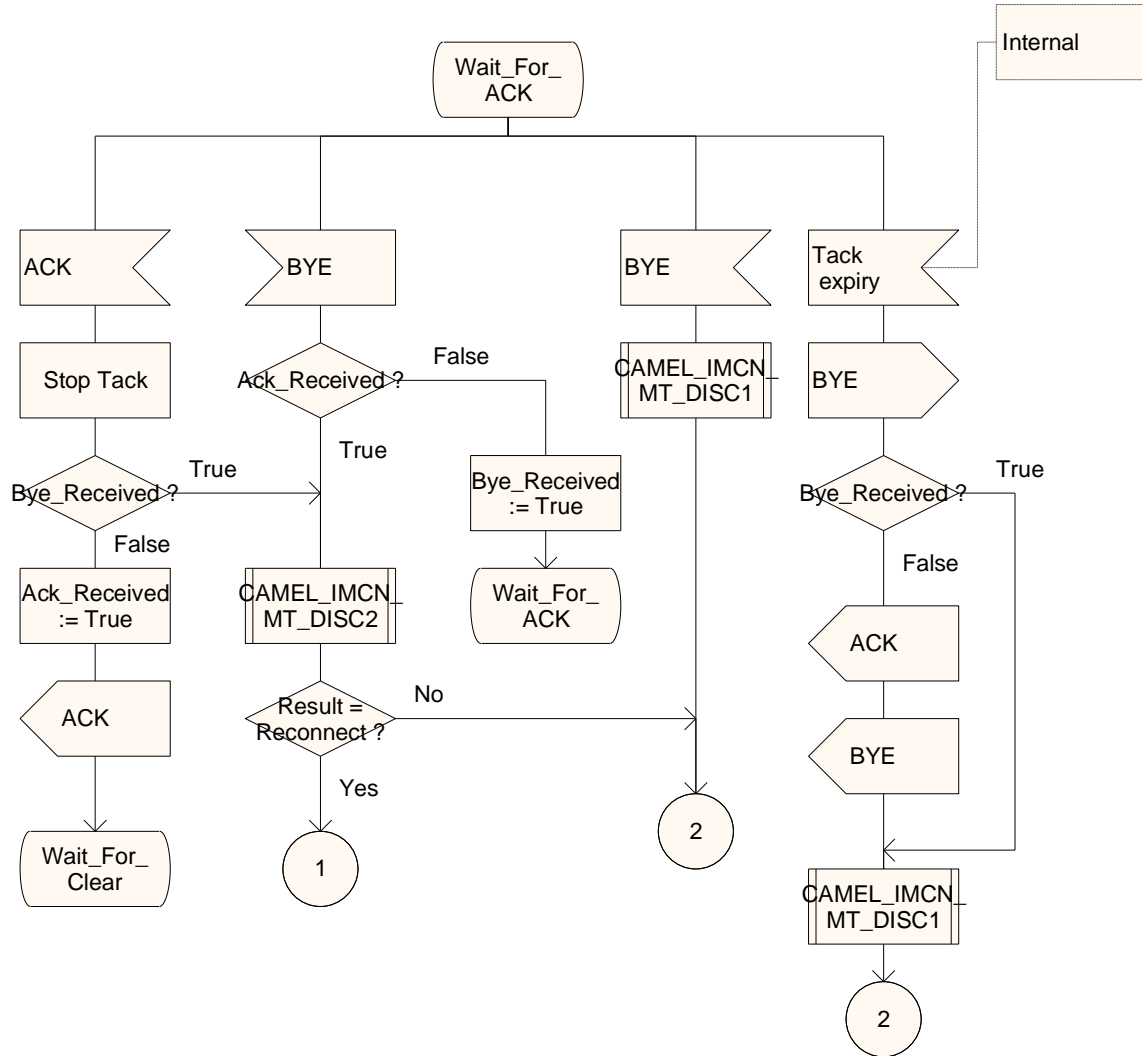 Internal
Wait_For_
ACK
ACK
BYE
BYE
Tack
expiry
Stop Tack
Ack_Received ?
False
CAMEL_IMCN_
MT_DISC1
BYE
True
Bye_Received ?
True
Bye_Received
:= True
Bye_Received ?
True
False
False
Ack_Received
:= True
CAMEL_IMCN_
MT_DISC2
Wait_For_
ACK
ACK
ACK
Result =
Reconnect ?
No
BYE
Yes
Wait_For_
Clear
1
2
CAMEL_IMCN_
MT_DISC1
2